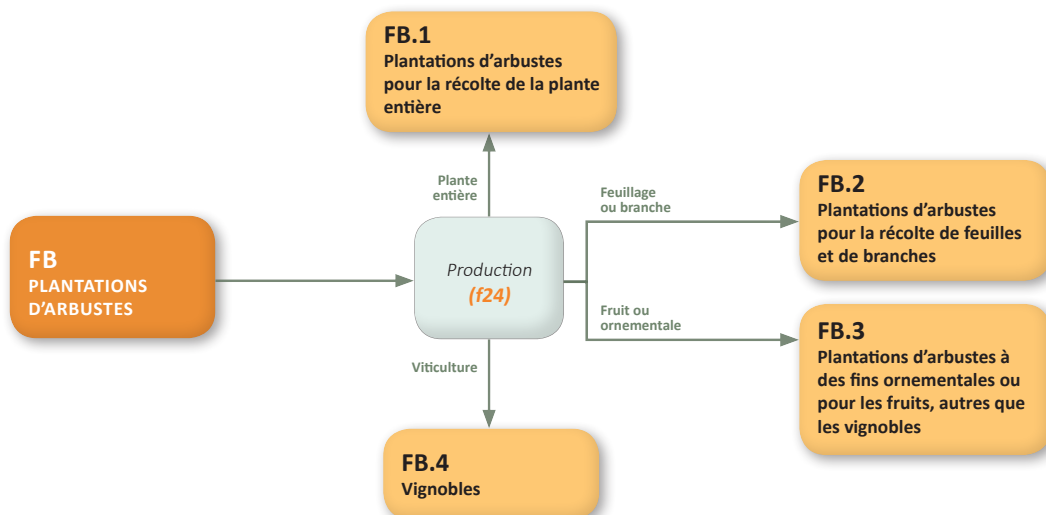 FB.1
Plantations d’arbustes
pour la récolte de la plante
entière
Plante
entière
Feuillage
ou branche
FB.2
Plantations d’arbustes
pour la récolte de feuilles
et de branches
FB
PLANTATIONS
D’ARBUSTES
Production
(f24)
Fruit ou
ornementale
FB.3
Plantations d’arbustes à
des fins ornementales ou
pour les fruits, autres que
les vignobles
Viticulture
FB.4
Vignobles